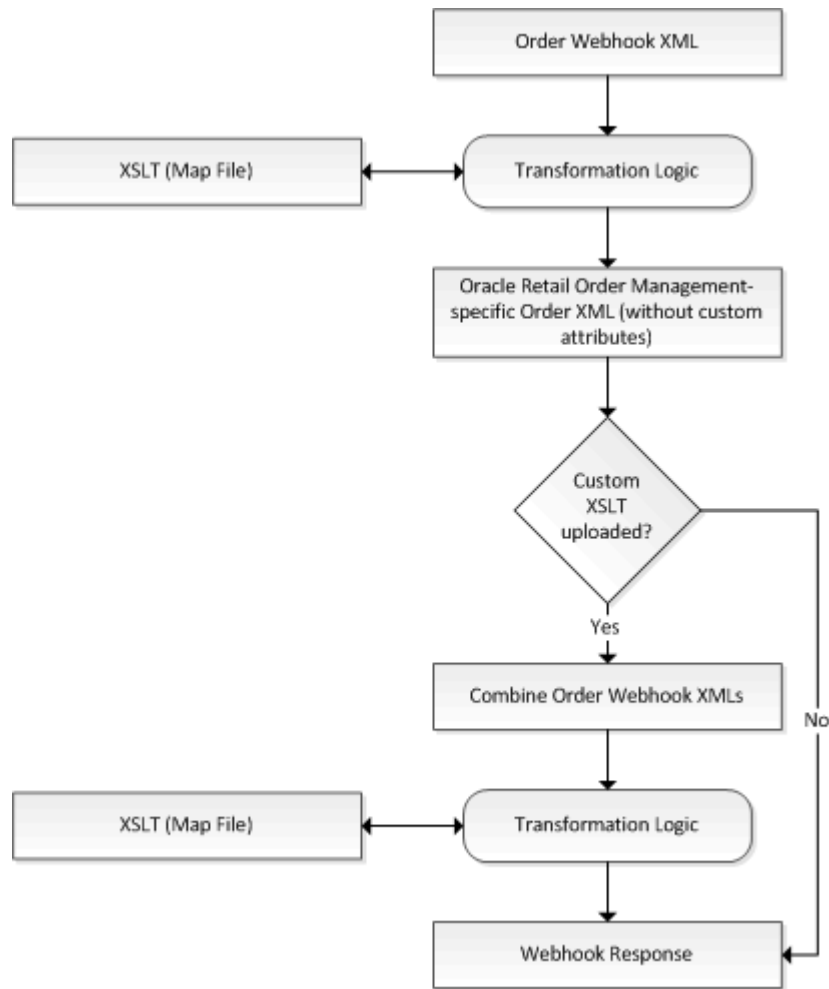 Order Webhook XML
XSLT (Map File)
Transformation Logic
Oracle Retail Order Management-
specific Order XML (without custom
attributes)
Custom
XSLT
uploaded?
Yes
Combine Order Webhook XMLs
No
XSLT (Map File)
Transformation Logic
Webhook Response